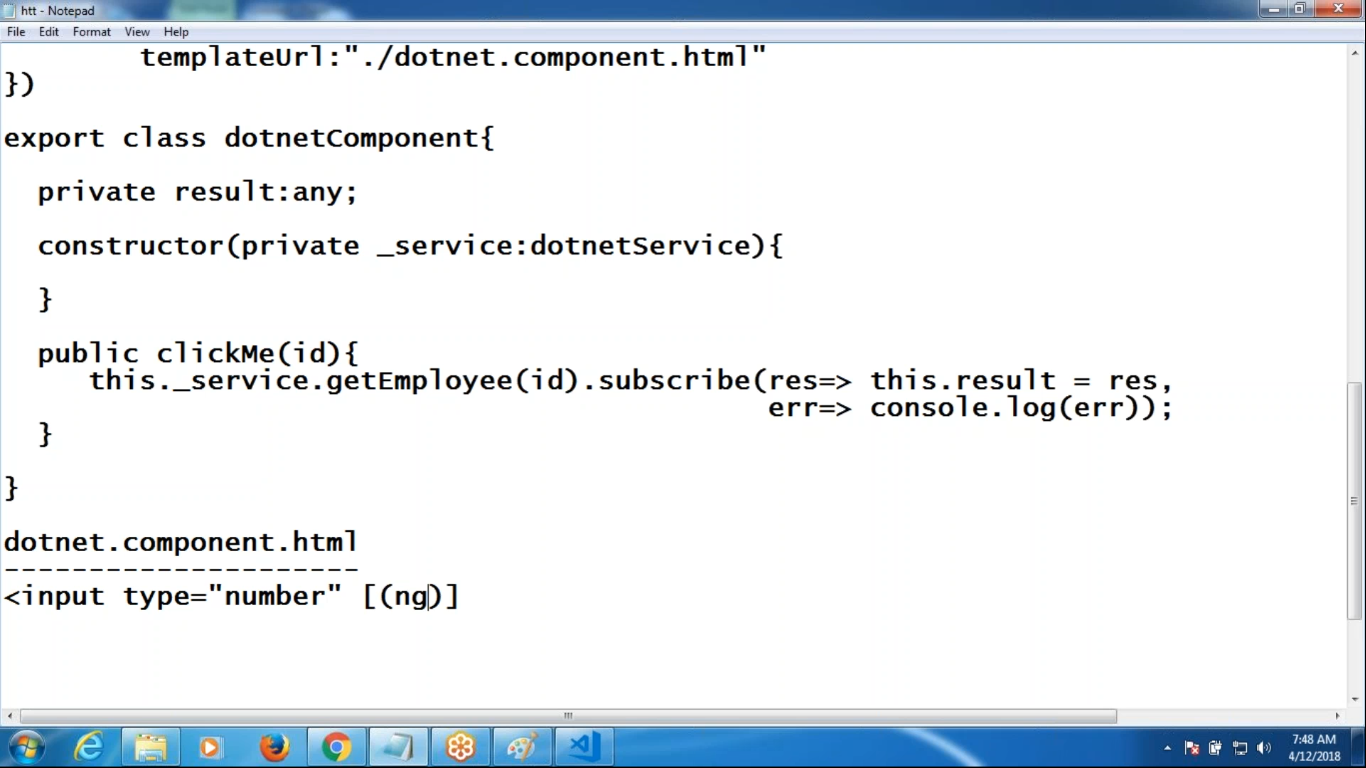 htt - Notepad
File Edit Format View Help
templateUrl:"./dotnet.component.html"
})
export class dotnetComponent{
private result:any;
constructor(private _service:dotnetService){
}
public clickMe(id){
this._service.getEmployee(id).subscribe(res=> this.result = res,
err=> console.log(err));
}
}
dotnet.component.html
---------------------
<input type="number" [(ng)]
7:48 AM
4/12/2018